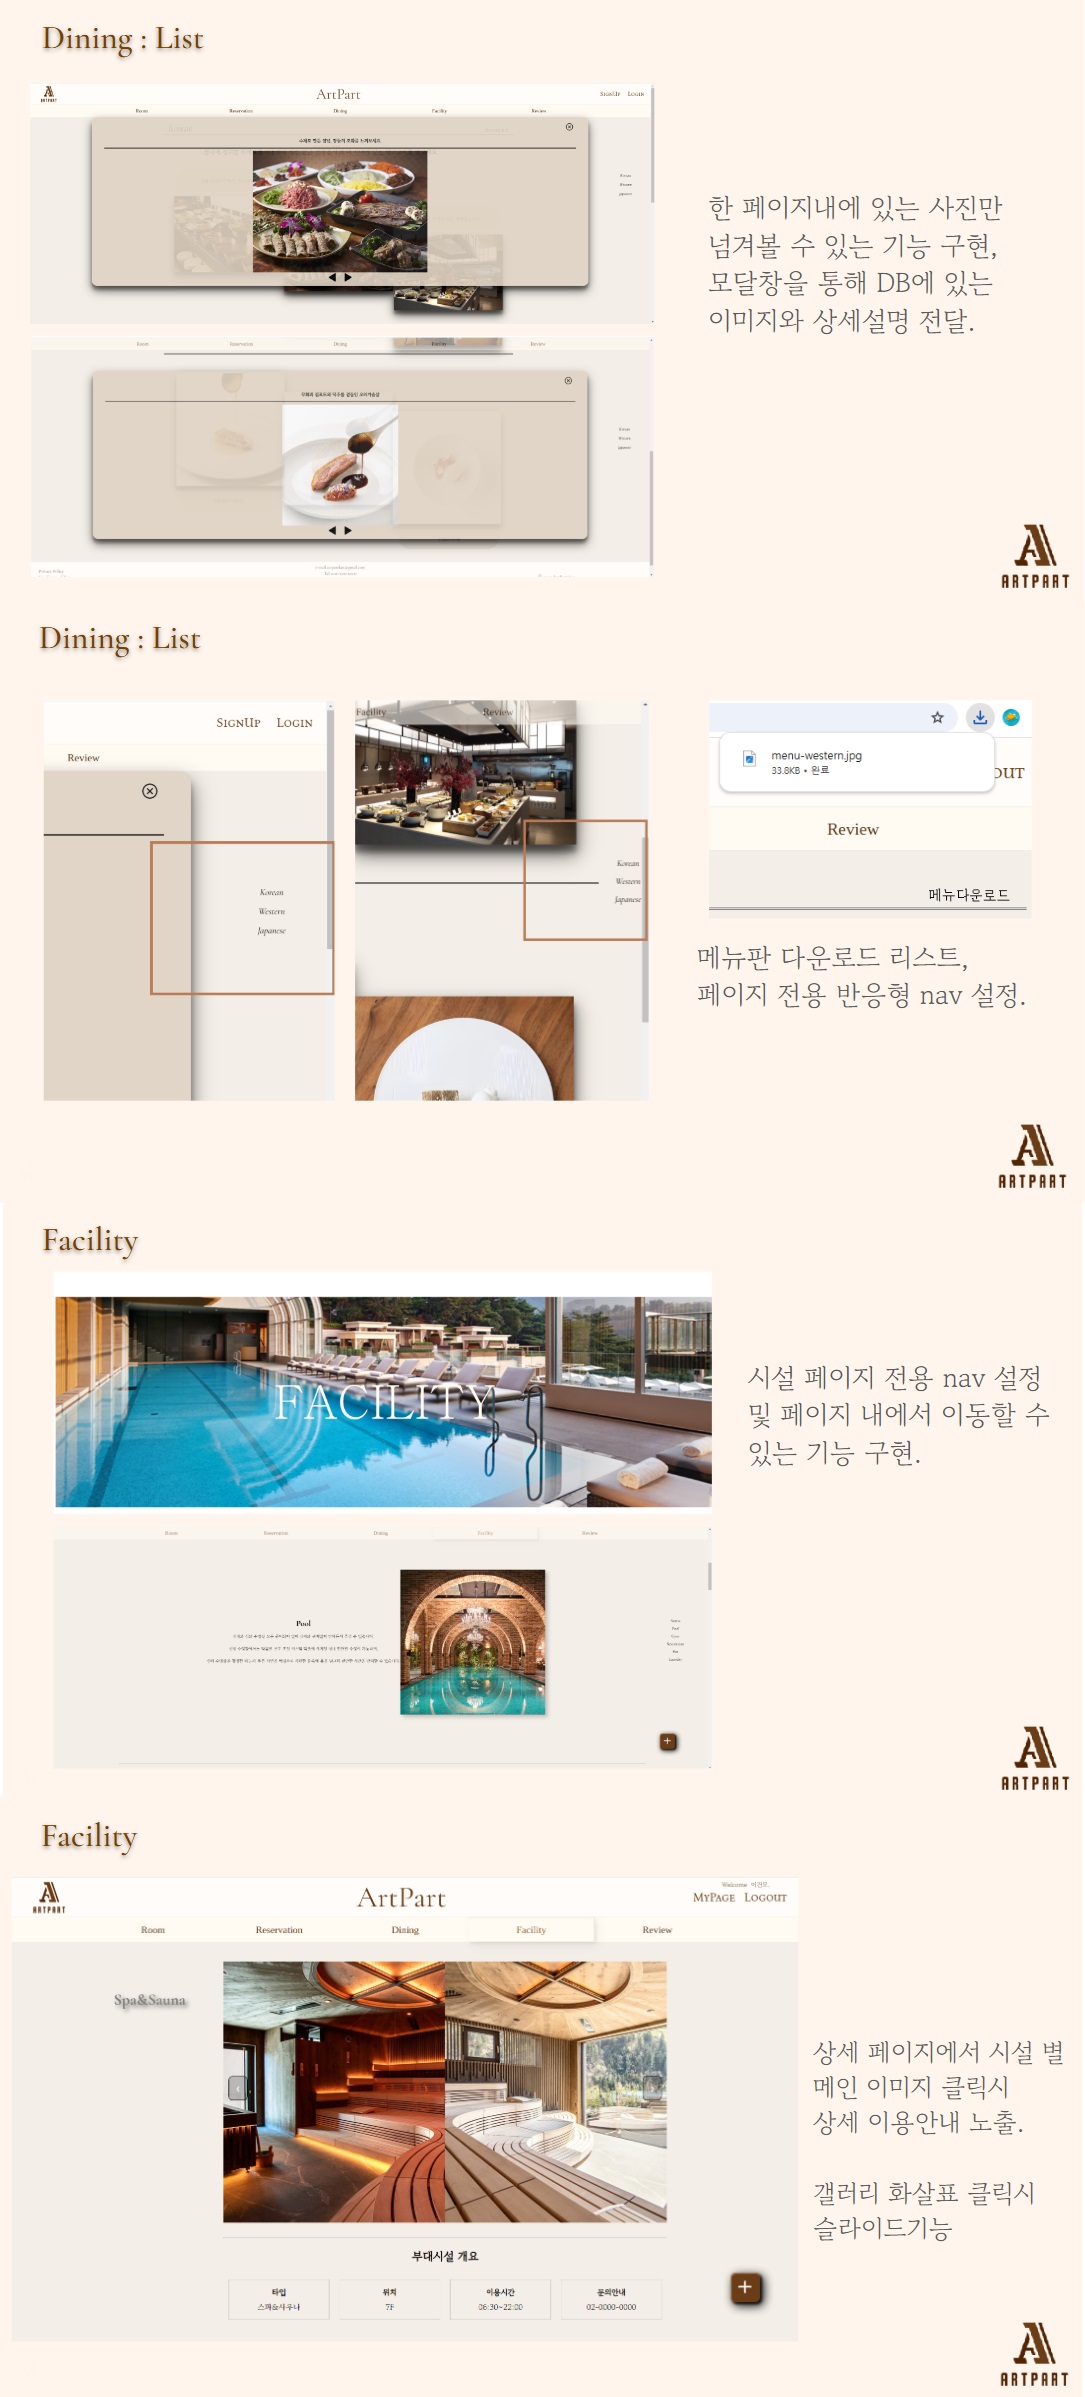 Dining : List
ARTPART
ArtPart
SignUp Login
Room Reservation Dining Facility Review
Korean
Western
Japanese
한 페이지내에 있는 사진만
넘겨볼 수 있는 기능 구현,
모달창을 통해 DB에 있는
이미지와 상세설명 전달.
Room Reservation Dining Facility Review
Korean
Western
Japanese
ARTPART
Dining : List
SignUp Login
Review
Korean
Western
Japanese
Facility Review
Korean
Western
Japanese
menu-western.jpg
33.8KB • 완료
OUT
Review
메뉴다운로드
메뉴판 다운로드 리스트,
페이지 전용 반응형 nav 설정.
ARTPART
Facility
FACILITY
시설 페이지 전용 nav 설정
및 페이지 내에서 이동할 수
있는 기능 구현.
Room Reservation Dining Facility Review
Pool
ARTPART
Facility
ARTPART
ArtPart
Welcome
MyPage Logout
Room Reservation Dining Facility Review
Spa&Sauna
부대시설 개요
타입 위치 이용시간 문의안내
스파&사우나 7F 06:30~22:00 02-0000-0000
상세 페이지에서 시설 별
메인 이미지 클릭시
상세 이용안내 노출.
갤러리 화살표 클릭시
슬라이드기능
ARTPART